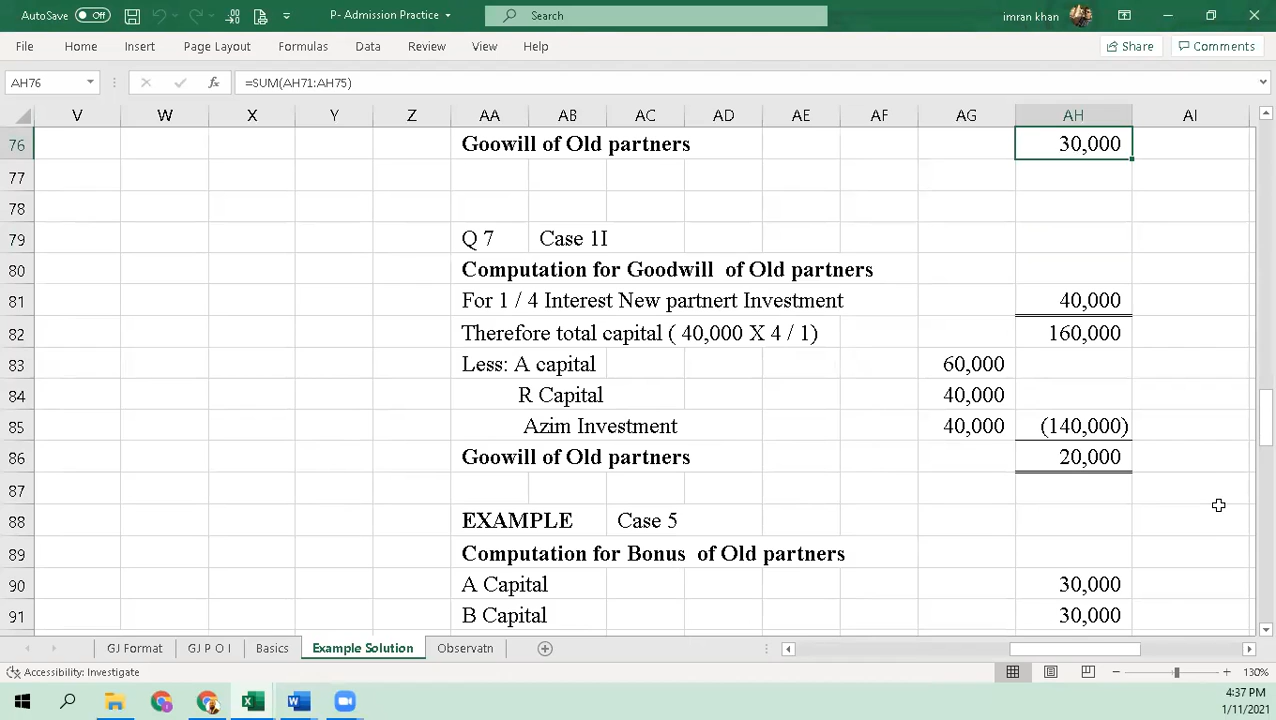 AutoSave Off P- Admission Practice Search imran khan
File Home Insert Page Layout Formulas Data Review View Help Share Comments
AH76 fx =SUM(AH71:AH75)
V W X Y Z AA AB AC AD AE AF AG AH AI
76 Goowill of Old partners 30,000
77
78
79 Q 7 Case 1I
80 Computation for Goodwill of Old partners
81 For 1 / 4 Interest New partnert Investment 40,000
82 Therefore total capital ( 40,000 X 4 / 1) 160,000
83 Less: A capital 60,000
84 R Capital 40,000
85 Azim Investment 40,000 (140,000)
86 Goowill of Old partners 20,000
87
88 EXAMPLE Case 5
89 Computation for Bonus of Old partners
90 A Capital 30,000
91 B Capital 30,000
GJ Format GJ P O I Basics Example Solution Observatn
Accessibility: Investigate 130%
4:37 PM
1/11/2021